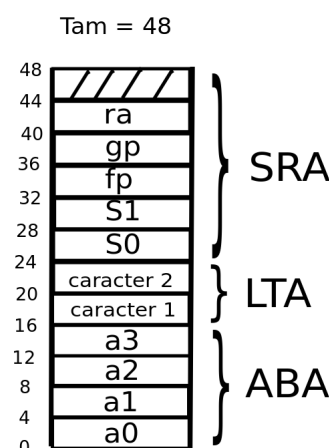 Tam = 48
48
44
ra
40
gp
36
fp
32
S1
28
S0
24
SRA
caracter 2
20
caracter 1
16
LTA
a3
12
a2
8
a1
4
a0
0
ABA